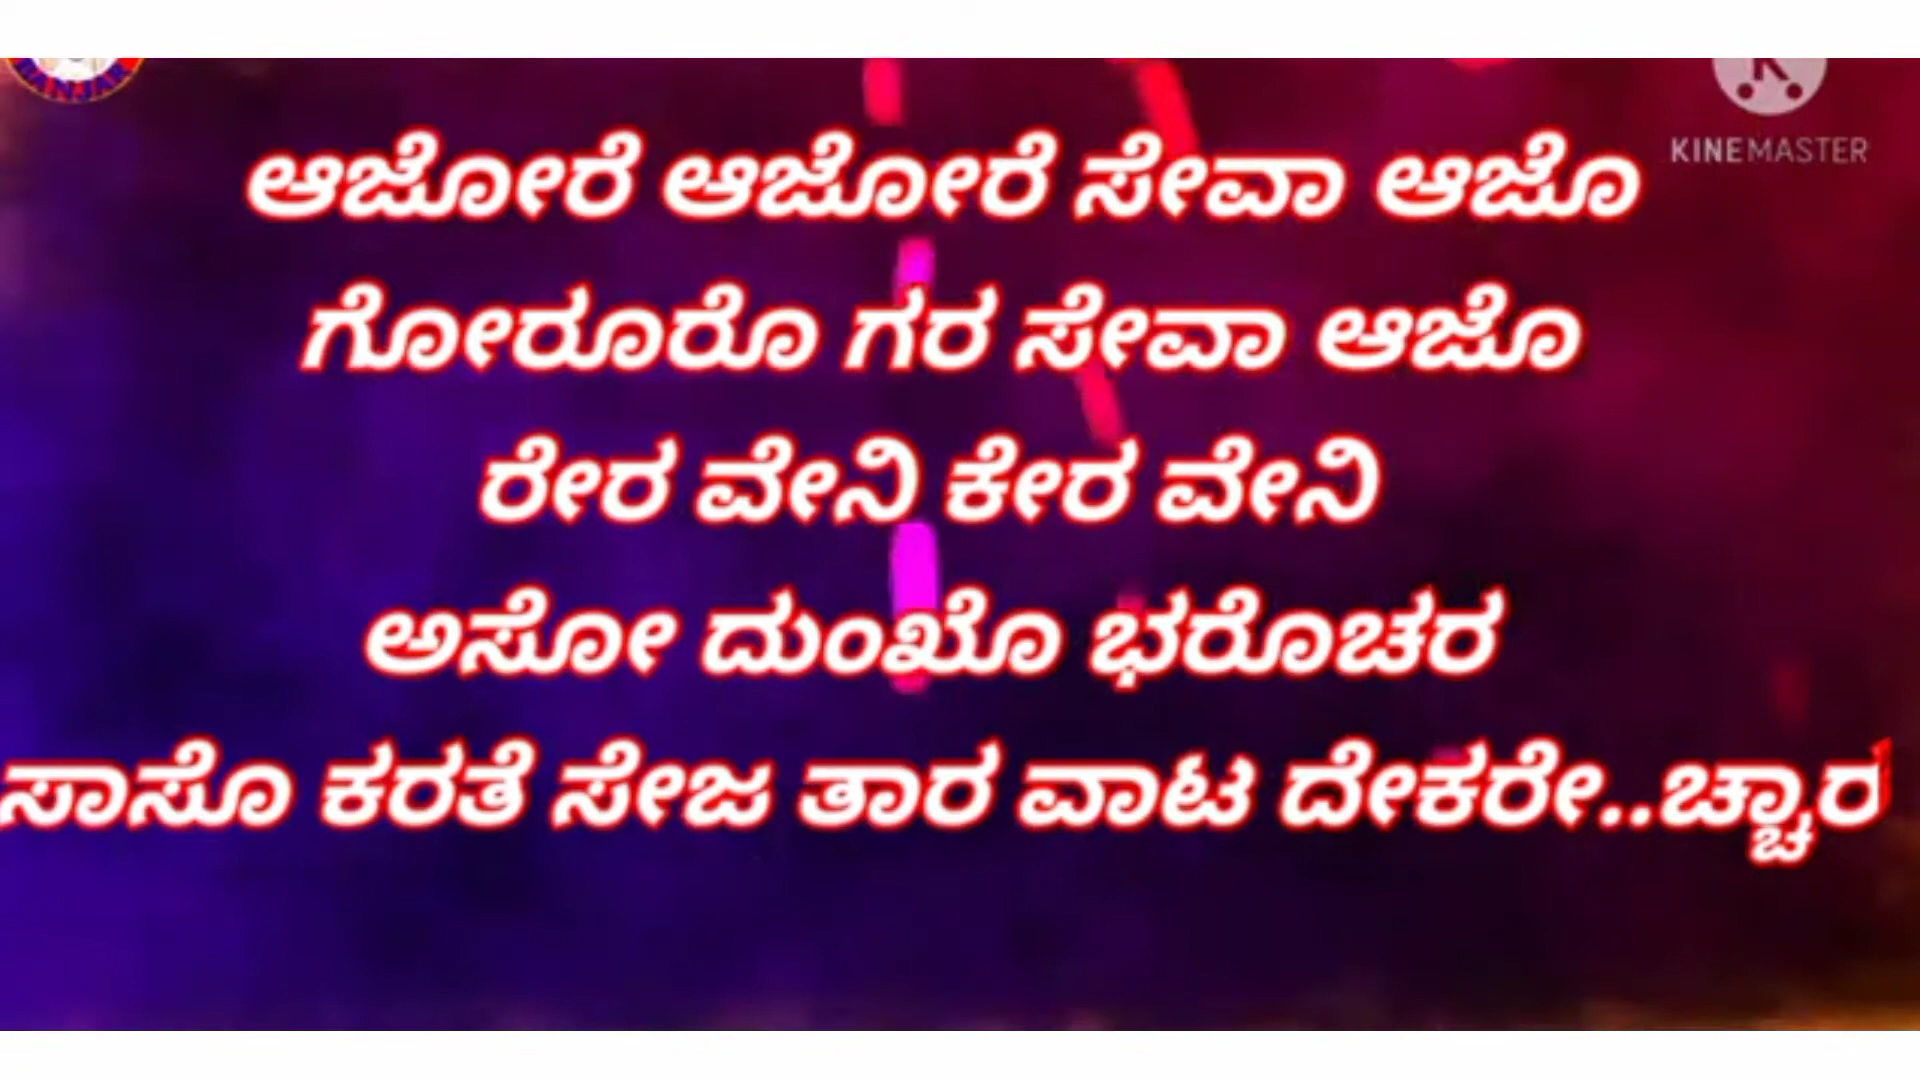 KINEMASTER
ಆಜೋರೆ ಆಜೋರೆ ಸೇವಾ ಆಜೊ
ಗೋರೂರೊ ಗರ ಸೇವಾ ಆಜೊ
ರೇರ ವೇನಿ ಕೇರ ವೇನಿ
ಅಸೋ ದುಂಖೊ ಭರೊಚರ
ಸಾಸೊ ಕರತೆ ಸೇಜ ತಾರ ವಾಟ ದೇಕರೇ..ಚ್ಚಾರ